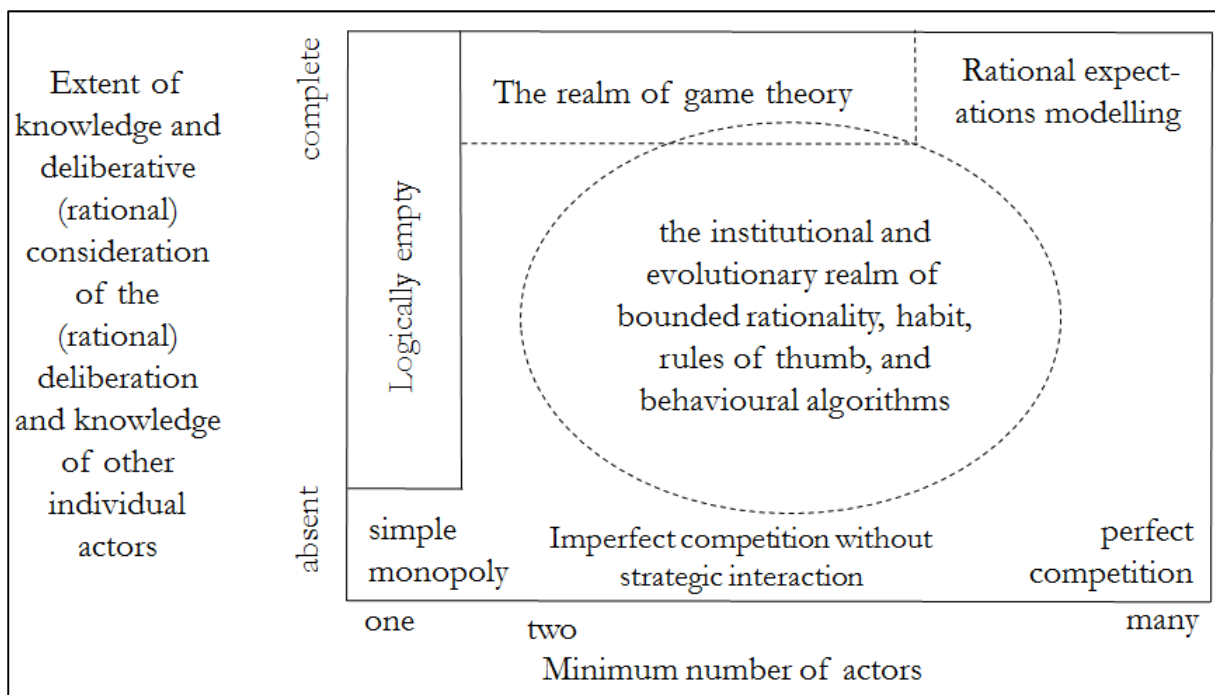 Extent of
knowledge and
deliberative
(rational)
consideration
of the
(rational)
deliberation
and knowledge
of other
individual
actors
complete
absent
Logically empty
The realm of game theory
Rational expect-
ations modelling
the institutional and
evolutionary realm of
bounded rationality, habit,
rules of thumb, and
behavioural algorithms
simple
monopoly
Imperfect competition without
strategic interaction
perfect
competition
one
two
many
Minimum number of actors